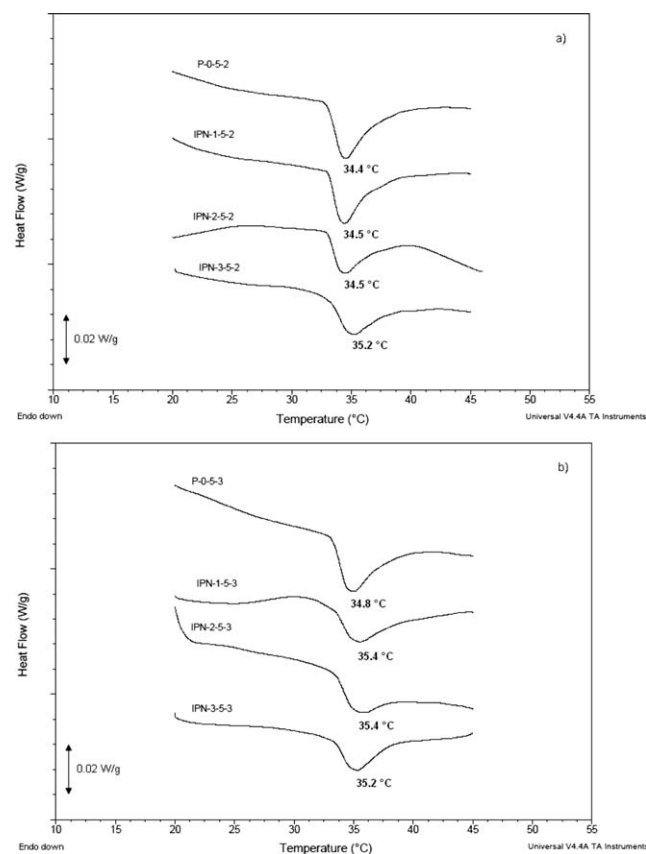 a)
P-0-5-2
34.4 °C
IPN-1-5-2
34.5 °C
IPN-2-5-2
34.5 °C
IPN-3-5-2
35.2 °C
Heat Flow (W/g)
0.02 W/g
10 15 20 25 30 35 40 45 50 55
Endo down
Temperature (°C)
Universal V4.4A TA Instruments
b)
P-0-5-3
34.8 °C
IPN-1-5-3
35.4 °C
IPN-2-5-3
35.4 °C
IPN-3-5-3
35.2 °C
Heat Flow (W/g)
0.02 W/g
10 15 20 25 30 35 40 45 50 55
Endo down
Temperature (°C)
Universal V4.4A TA Instruments